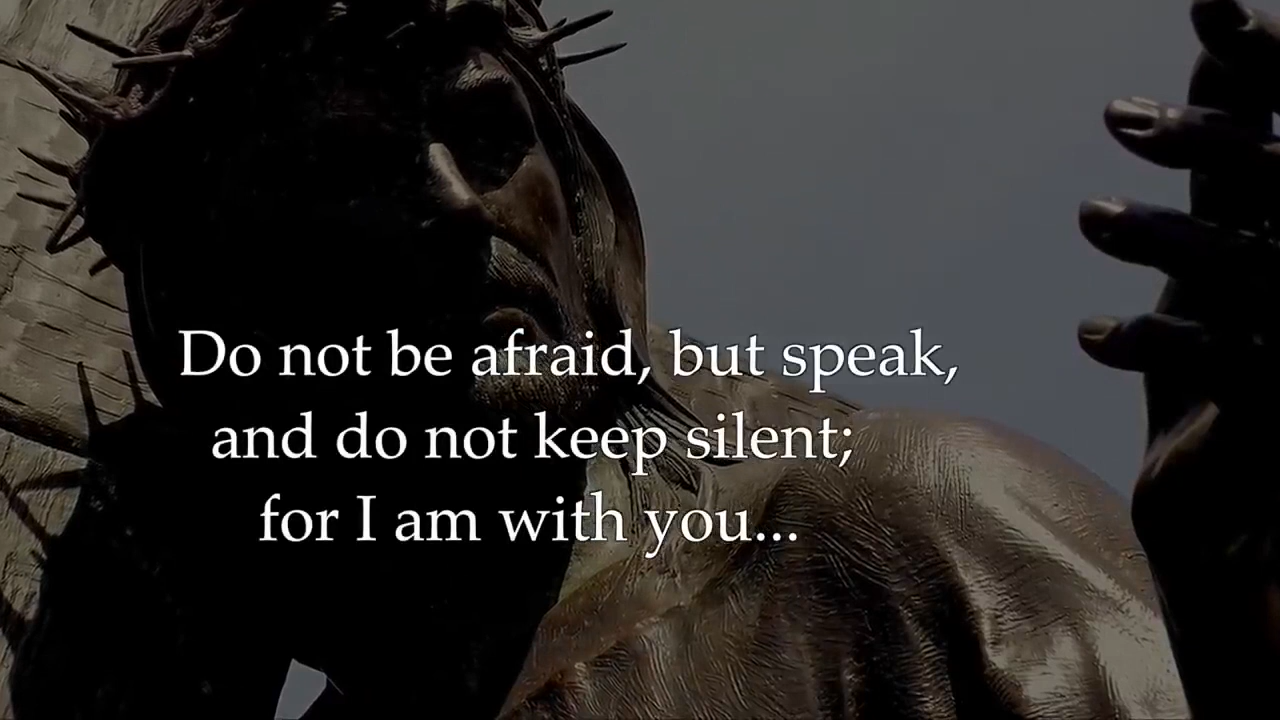 Do not be afraid, but speak,
and do not keep silent;
for I am with you...